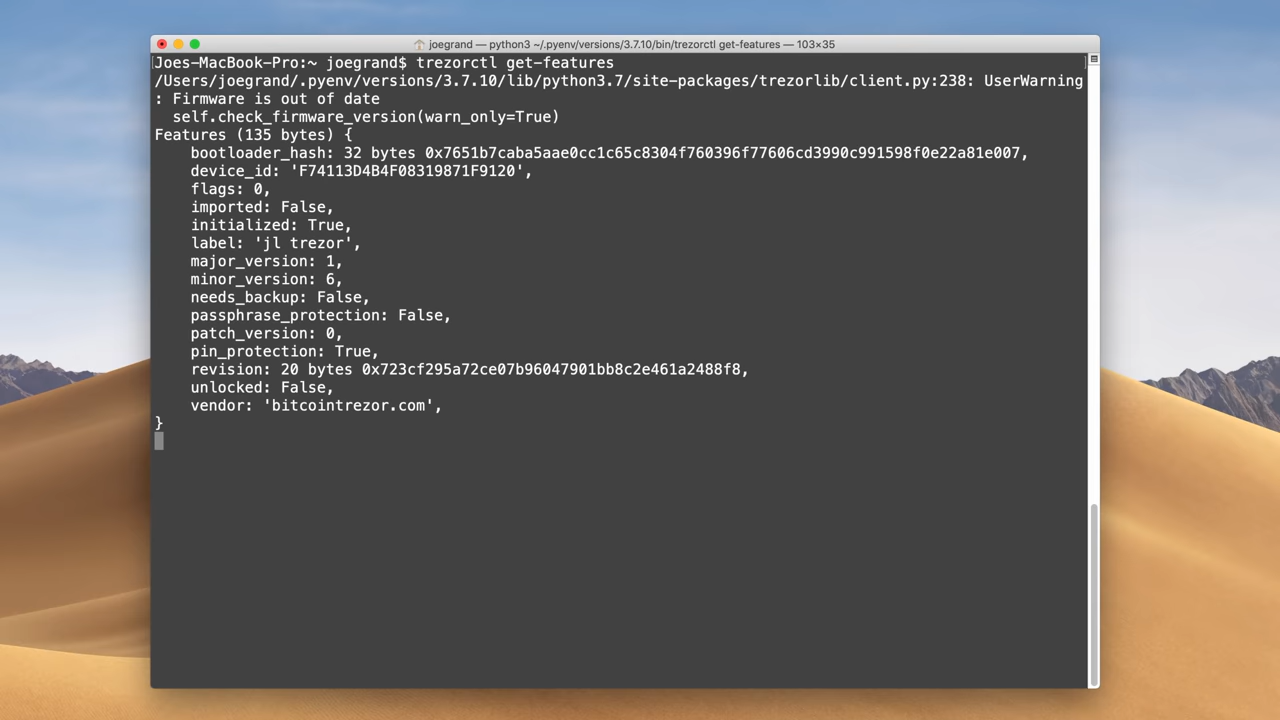 joegrand — python3 ~/.pyenv/versions/3.7.10/bin/trezorctl get-features — 103×35
[Joes-MacBook-Pro:~ joegrand$ trezorctl get-features ]
/Users/joegrand/.pyenv/versions/3.7.10/lib/python3.7/site-packages/trezorlib/client.py:238: UserWarning
: Firmware is out of date
  self.check_firmware_version(warn_only=True)
Features (135 bytes) {
    bootloader_hash: 32 bytes 0x7651b7caba5aae0cc1c65c8304f760396f77606cd3990c991598f0e22a81e007,
    device_id: 'F74113D4B4F08319871F9120',
    flags: 0,
    imported: False,
    initialized: True,
    label: 'jl trezor',
    major_version: 1,
    minor_version: 6,
    needs_backup: False,
    passphrase_protection: False,
    patch_version: 0,
    pin_protection: True,
    revision: 20 bytes 0x723cf295a72ce07b96047901bb8c2e461a2488f8,
    unlocked: False,
    vendor: 'bitcointrezor.com',
}